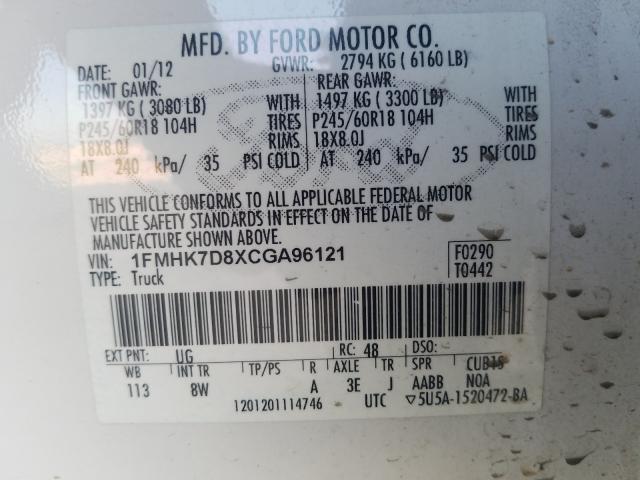 MFD. BY FORD MOTOR CO.
DATE: 01/12 GVWR: 2794 KG ( 6160 LB)
FRONT GAWR: REAR GAWR:
1397 KG ( 3080 LB) WITH 1497 KG ( 3300 LB) WITH
P245/60R18 104H TIRES P245/60R18 104H TIRES
18X8.0J RIMS 18X8.0J RIMS
AT 240 kPa/ 35 PSI COLD AT 240 kPa/ 35 PSI COLD
THIS VEHICLE CONFORMS TO ALL APPLICABLE FEDERAL MOTOR
VEHICLE SAFETY STANDARDS IN EFFECT ON THE DATE OF
MANUFACTURE SHOWN ABOVE.
VIN: 1FMHK7D8XCGA96121 F0290
TYPE: Truck T0442
EXT PNT: UG RC: 48 DSO:
WB INT TR TP/PS R AXLE TR SPR CUB1S
113 8W A 3E J AABB N0A
1201201114746 UTC ▽5U5A-1520472-BA